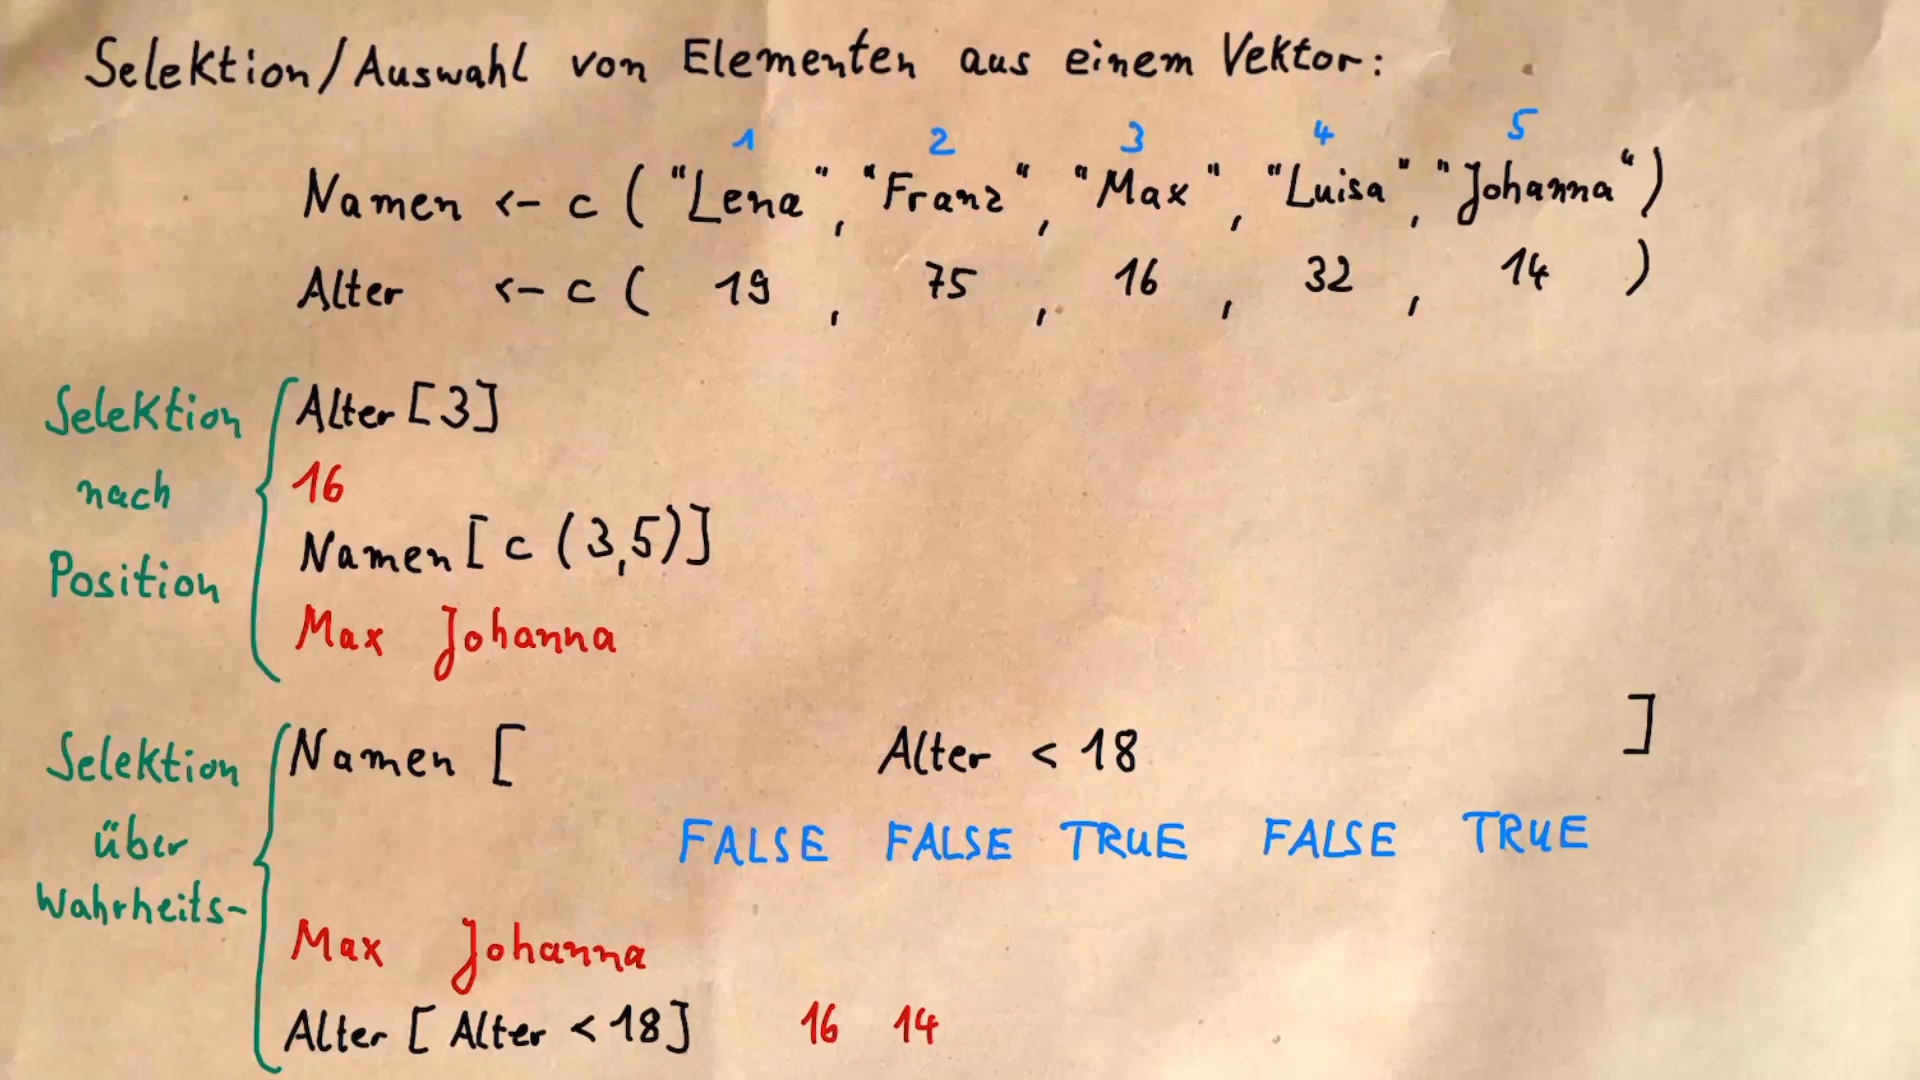 Selektion/Auswahl von Elementen aus einem Vektor:
1 2 3 4 5
Namen <- c ("Lena", "Franz", "Max", "Luisa", "Johanna")
Alter <- c ( 19 , 75 , 16 , 32 , 14 )
Selektion
nach
Position
Alter [3]
16
Namen [c (3,5)]
Max Johanna
Selektion
über
Wahrheits-
Namen [ Alter < 18 ]
FALSE FALSE TRUE FALSE TRUE
Max Johanna
Alter [ Alter < 18] 16 14